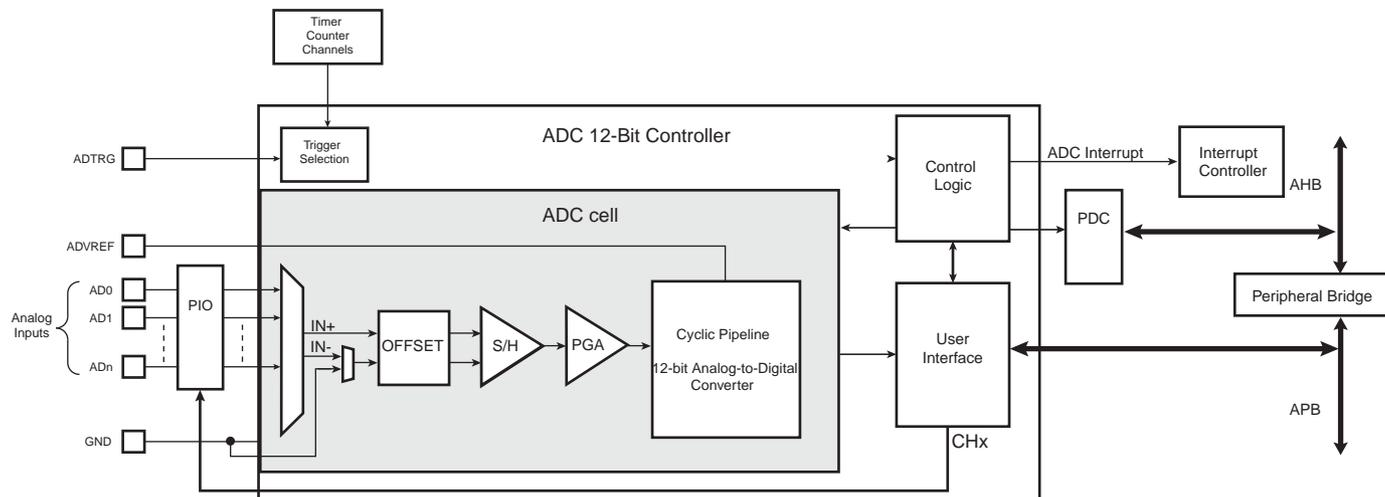 Timer
Counter
Channels
ADC 12-Bit Controller
Trigger
Selection
ADTRG
Control
Logic
ADC Interrupt
Interrupt
Controller
AHB
PDC
ADC cell
ADVREF
Analog
Inputs
AD0
AD1
ADn
PIO
IN+
IN-
OFFSET
S/H
PGA
Cyclic Pipeline
12-bit Analog-to-Digital
Converter
User
Interface
Peripheral Bridge
APB
GND
CHx